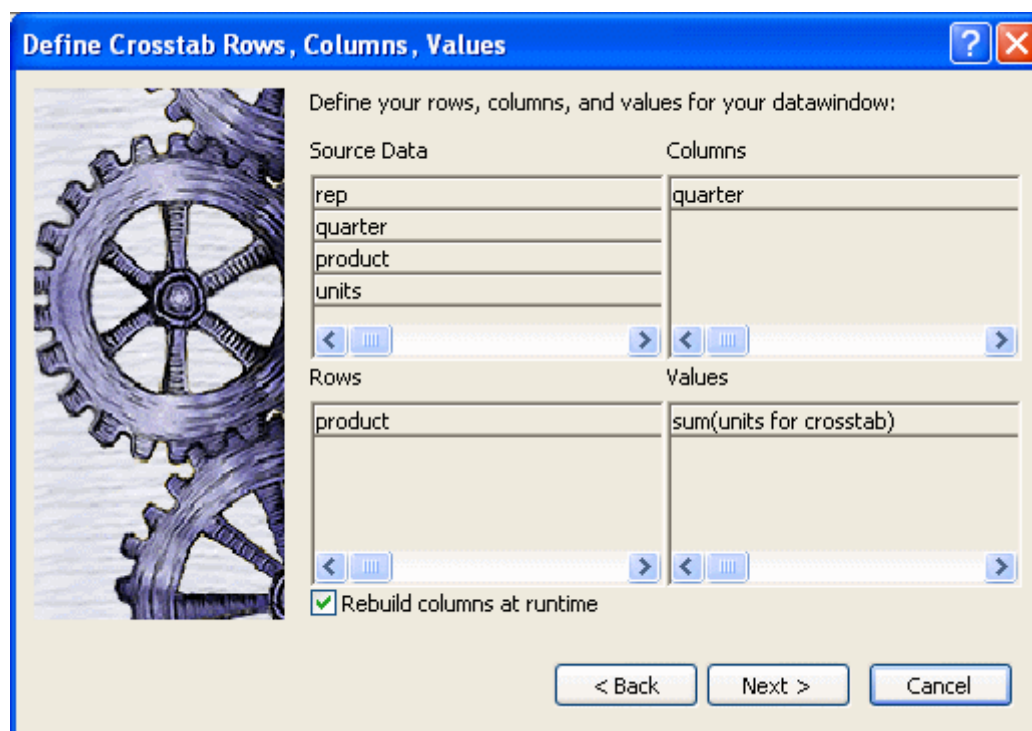 Define Crosstab Rows, Columns, Values
Define your rows, columns, and values for your datawindow:
Source Data
rep
quarter
product
units
Columns
quarter
Rows
product
Values
sum(units for crosstab)
Rebuild columns at runtime
< Back
Next >
Cancel